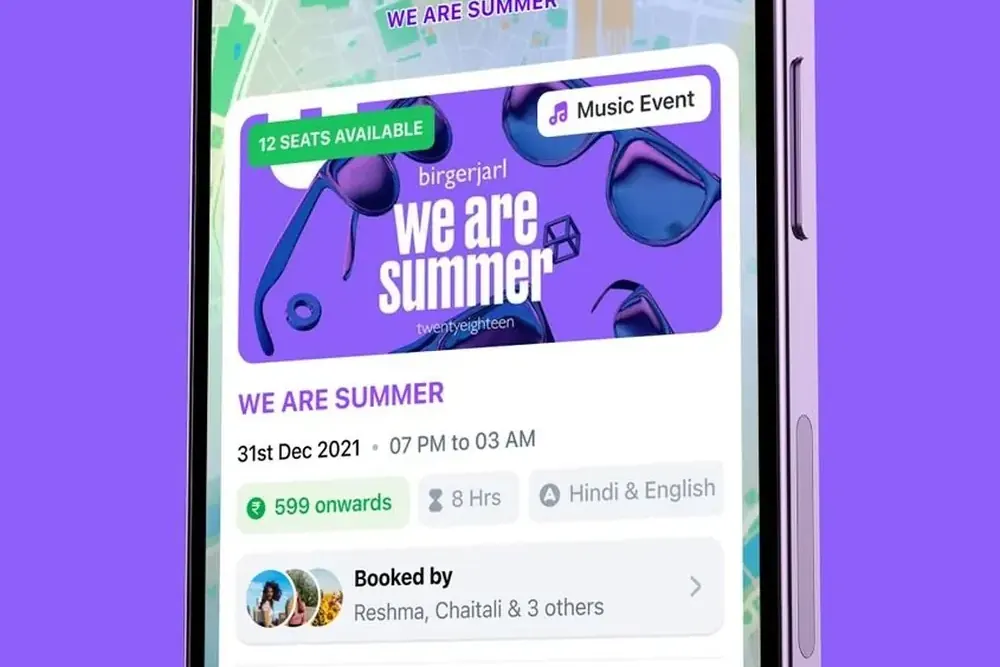 WE ARE SUMMER
12 SEATS AVAILABLE
Music Event
birgerjarl
we are
summer
twentyeighteen
WE ARE SUMMER
31st Dec 2021 • 07 PM to 03 AM
₹ 599 onwards
8 Hrs
A Hindi & English
Booked by
Reshma, Chaitali & 3 others